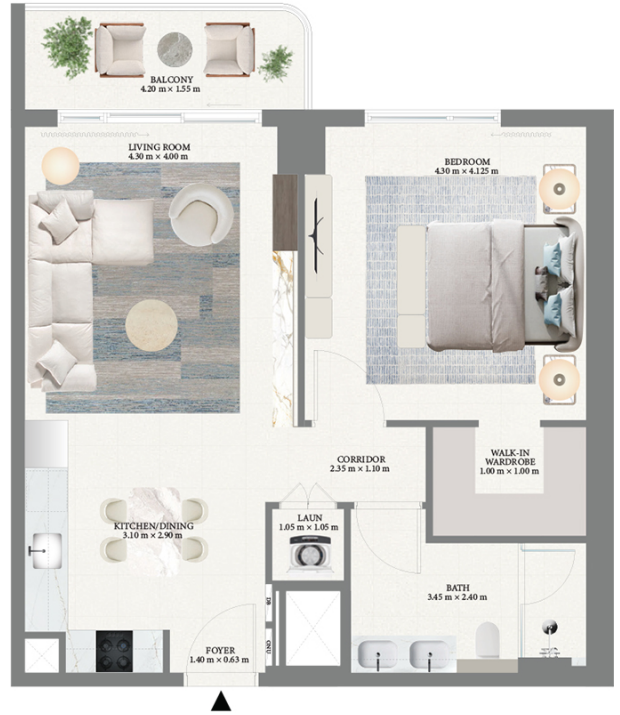 BALCONY
4.20 m × 1.55 m
LIVING ROOM
4.30 m × 4.00 m
BEDROOM
4.30 m × 4.125 m
CORRIDOR
2.35 m × 1.10 m
WALK-IN
WARDROBE
1.00 m × 1.00 m
LAUN
1.05 m × 1.05 m
KITCHEN/DINING
3.10 m × 2.90 m
BATH
3.45 m × 2.40 m
DB
ONU
FOYER
1.40 m × 0.63 m